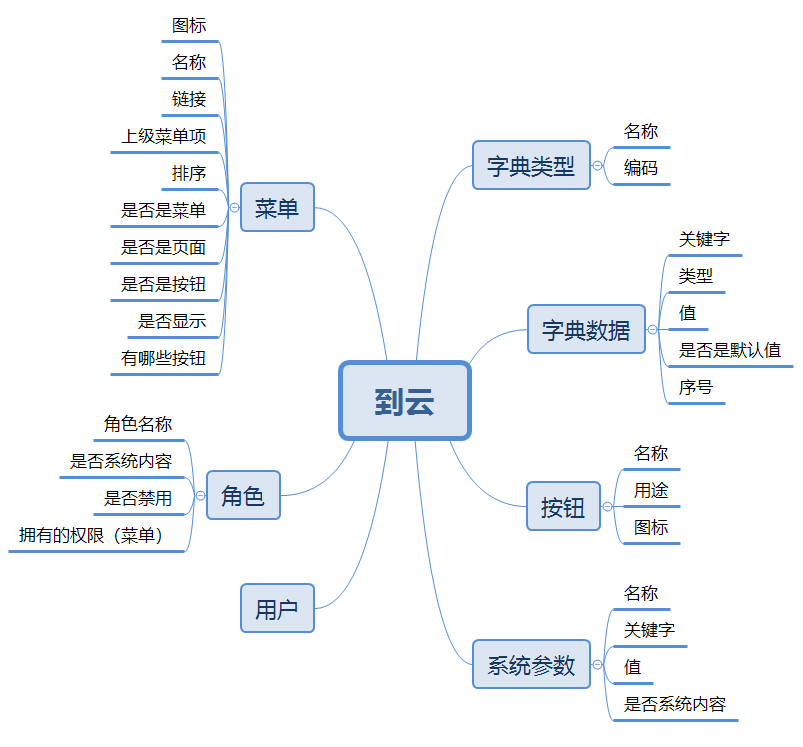 到云
字典类型
名称
编码
字典数据
关键字
类型
值
是否是默认值
序号
按钮
名称
用途
图标
系统参数
名称
关键字
值
是否系统内容
菜单
图标
名称
链接
上级菜单项
排序
是否是菜单
是否是页面
是否是按钮
是否显示
有哪些按钮
角色
角色名称
是否系统内容
是否禁用
拥有的权限（菜单）
用户